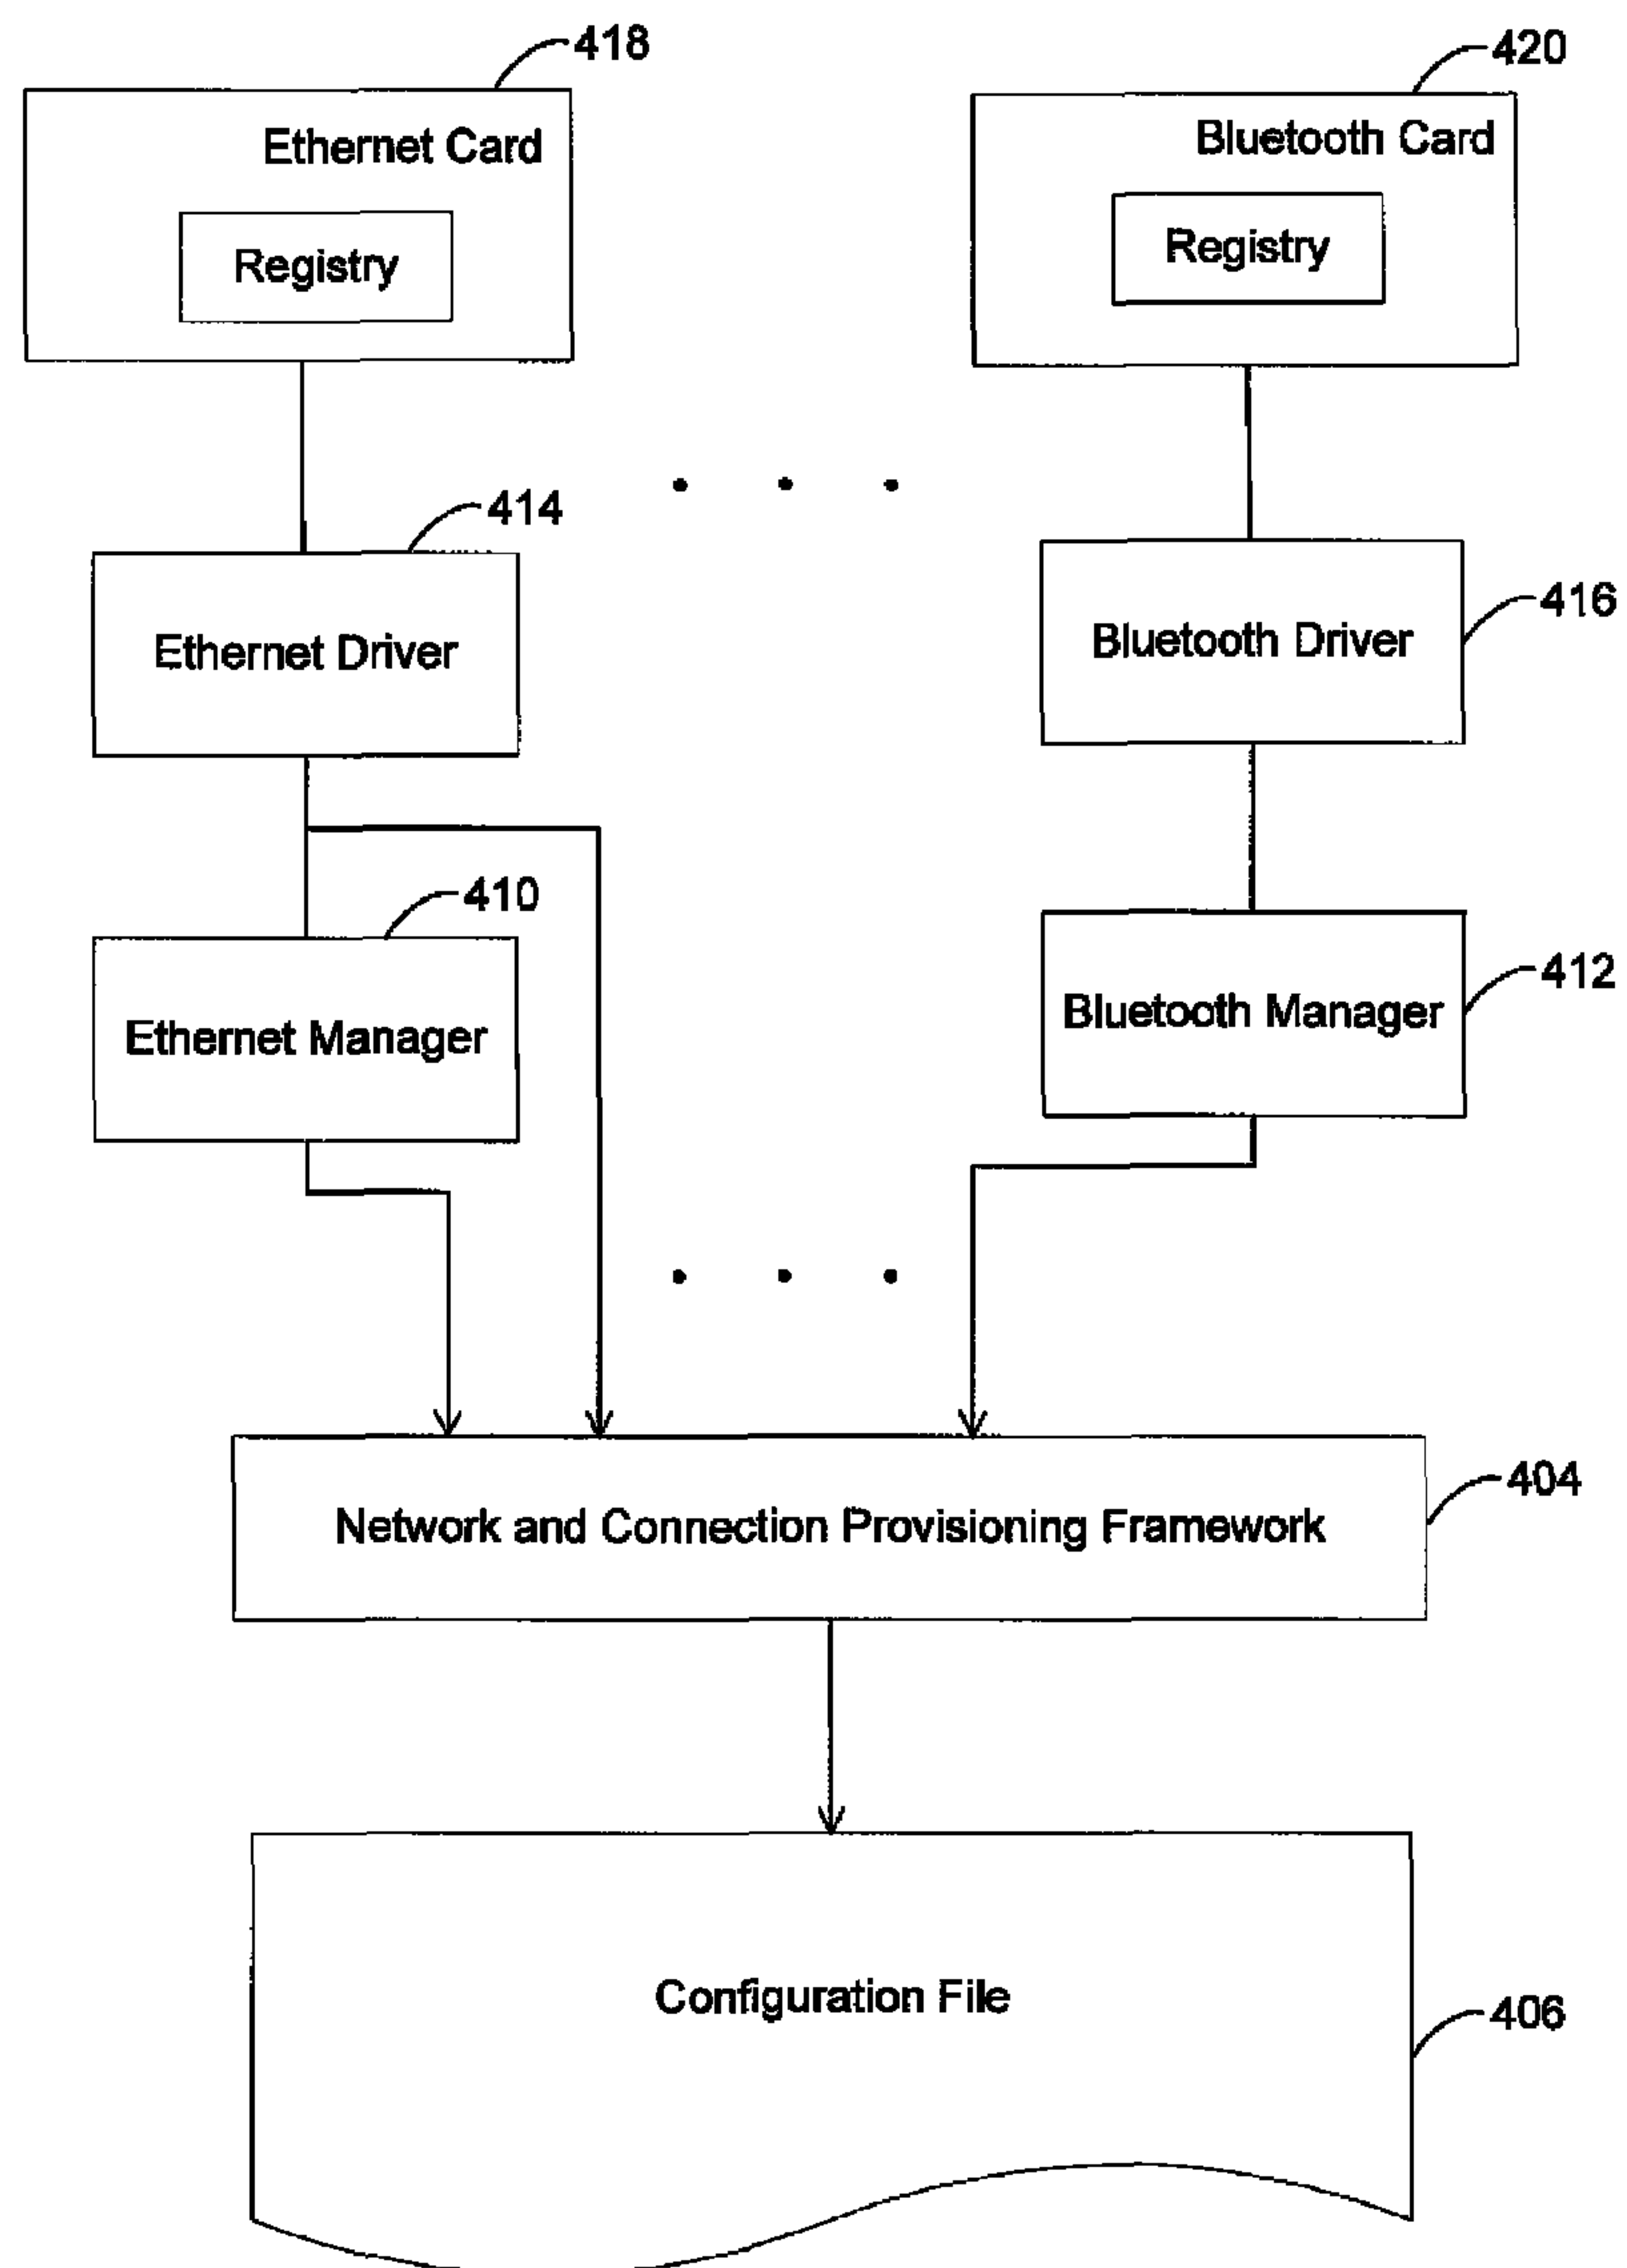 418
420
Ethernet Card
Bluetooth Card
Registry
Registry
414
416
Ethernet Driver
Bluetooth Driver
410
412
Ethernet Manager
Bluetooth Manager
404
Network and Connection Provisioning Framework
Configuration File
406